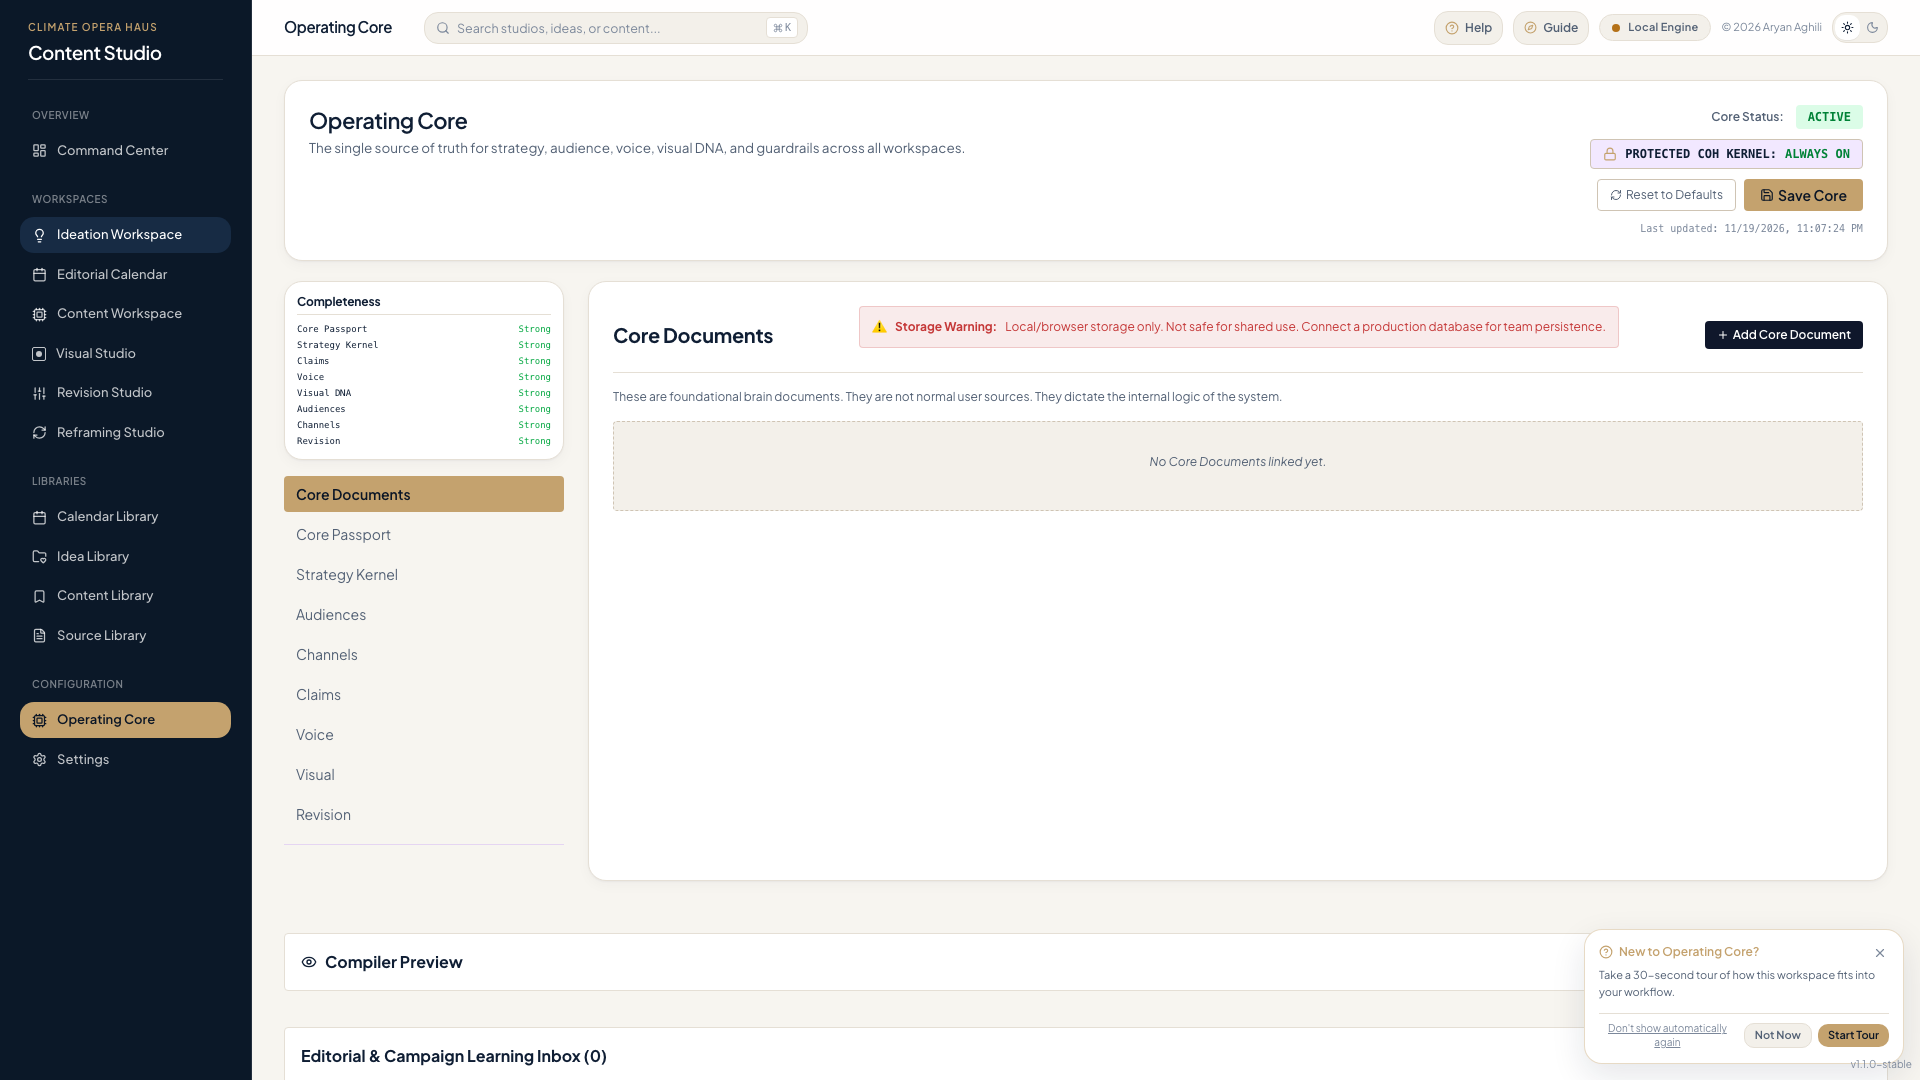 CLIMATE OPERA HAUS
Content Studio
OVERVIEW
Command Center
WORKSPACES
Ideation Workspace
Editorial Calendar
Content Workspace
Visual Studio
Revision Studio
Reframing Studio
LIBRARIES
Calendar Library
Idea Library
Content Library
Source Library
CONFIGURATION
Operating Core
Settings
Operating Core
Search studios, ideas, or content...
⌘ K
Help
Guide
Local Engine
© 2026 Aryan Aghili
Operating Core
The single source of truth for strategy, audience, voice, visual DNA, and guardrails across all workspaces.
Core Status: ACTIVE
PROTECTED COH KERNEL: ALWAYS ON
Reset to Defaults
Save Core
Last updated: 11/19/2026, 11:07:24 PM
Completeness
Core Passport Strong
Strategy Kernel Strong
Claims Strong
Voice Strong
Visual DNA Strong
Audiences Strong
Channels Strong
Revision Strong
Core Documents
Core Passport
Strategy Kernel
Audiences
Channels
Claims
Voice
Visual
Revision
Core Documents
Storage Warning: Local/browser storage only. Not safe for shared use. Connect a production database for team persistence.
+ Add Core Document
These are foundational brain documents. They are not normal user sources. They dictate the internal logic of the system.
No Core Documents linked yet.
Compiler Preview
Editorial & Campaign Learning Inbox (0)
New to Operating Core?
Take a 30-second tour of how this workspace fits into
your workflow.
Don't show automatically
again
Not Now
Start Tour
v1.1.0-stable